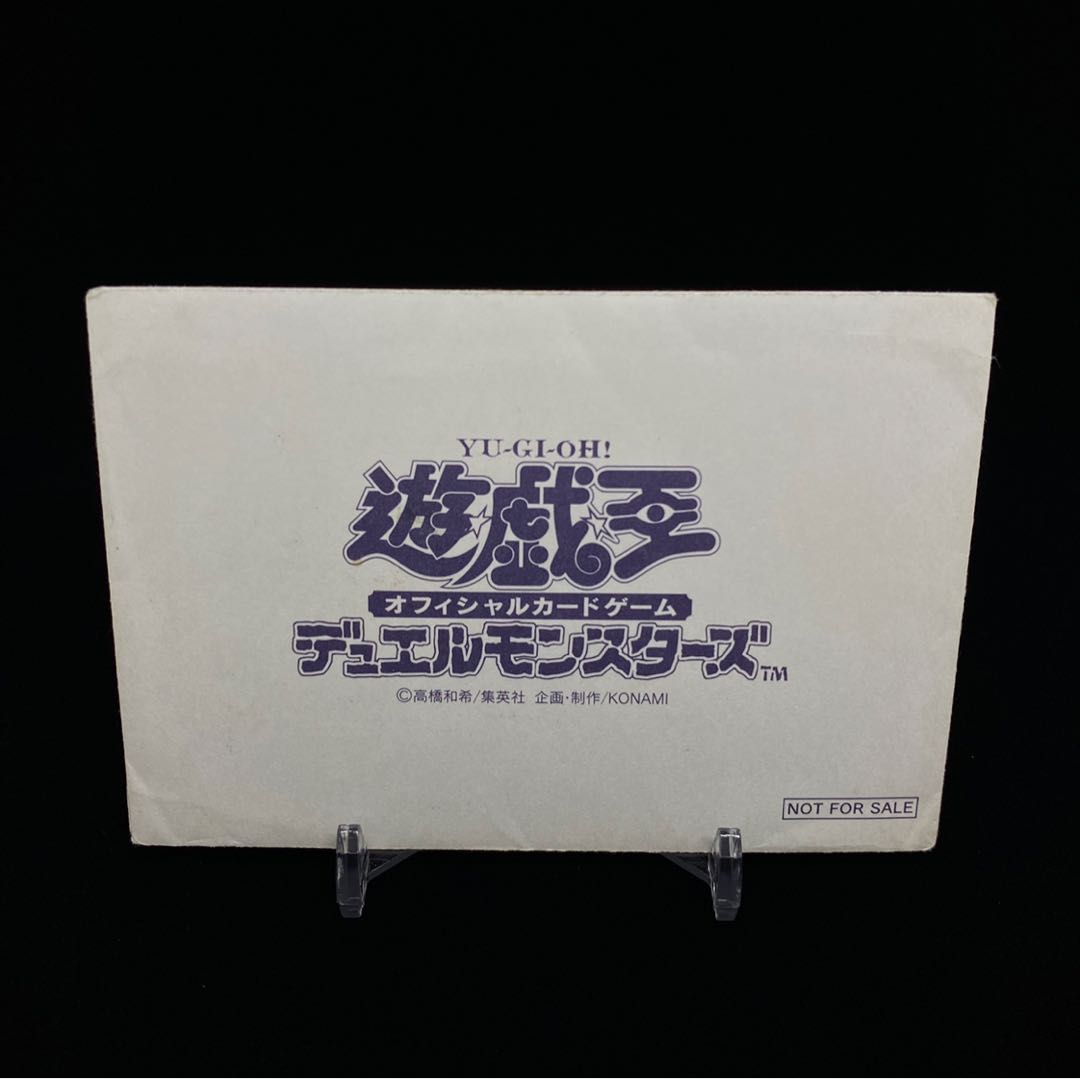 YU-GI-OH!
遊戯王
オフィシャルカードゲーム
デュエルモンスターズ™
©高橋和希/集英社 企画・制作/KONAMI
NOT FOR SALE